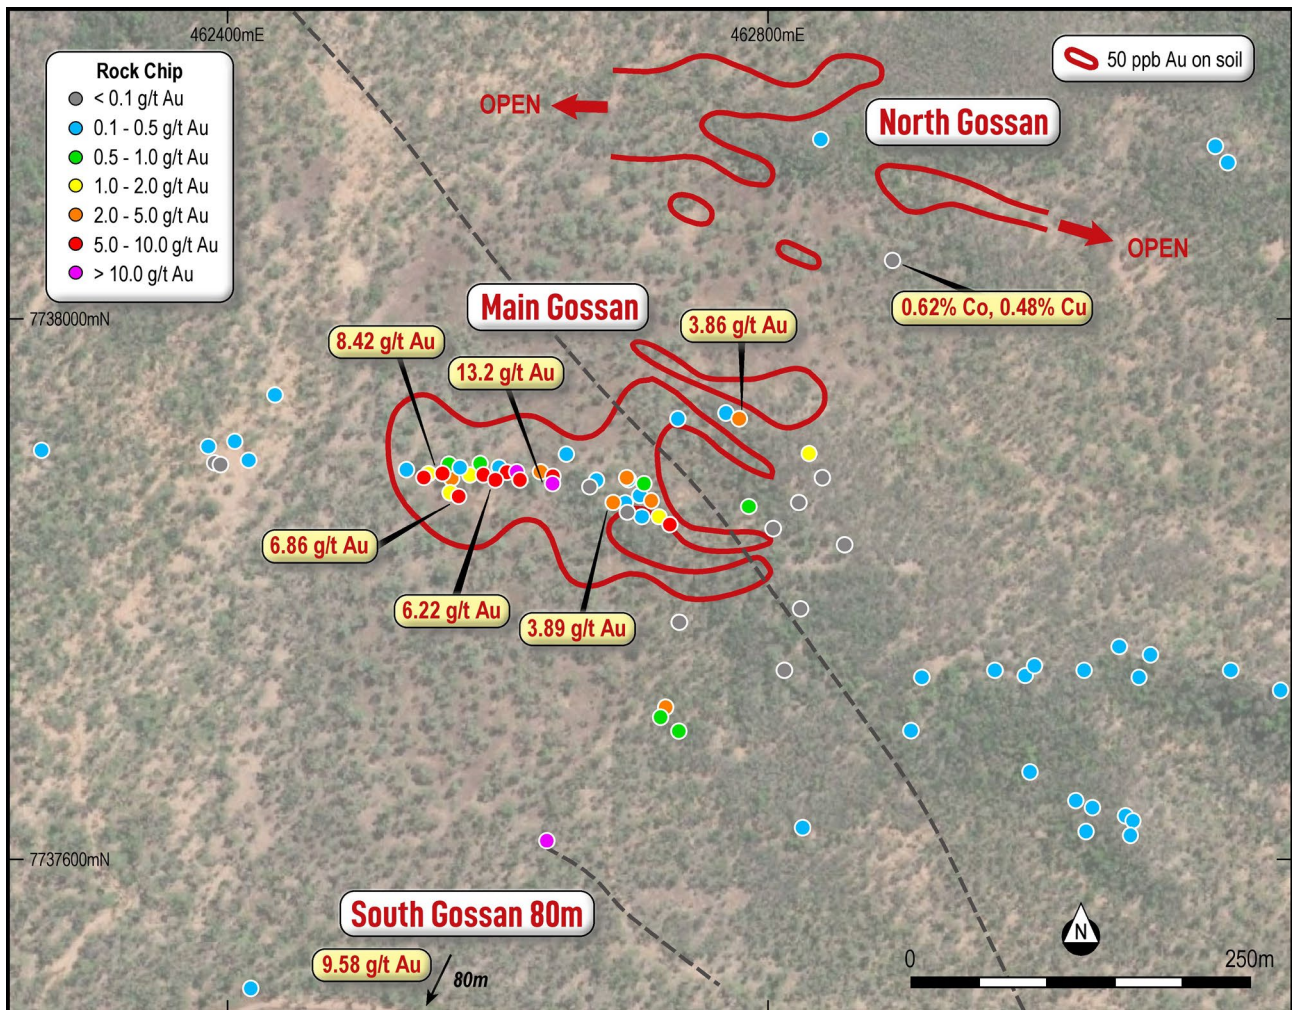 462400mE
462800mE
Rock Chip
< 0.1 g/t Au
0.1 - 0.5 g/t Au
0.5 - 1.0 g/t Au
1.0 - 2.0 g/t Au
2.0 - 5.0 g/t Au
5.0 - 10.0 g/t Au
> 10.0 g/t Au
50 ppb Au on soil
OPEN
North Gossan
OPEN
0.62% Co, 0.48% Cu
7738000mN
Main Gossan
3.86 g/t Au
8.42 g/t Au
13.2 g/t Au
6.86 g/t Au
6.22 g/t Au
3.89 g/t Au
7737600mN
South Gossan 80m
9.58 g/t Au
80m
N
0
250m